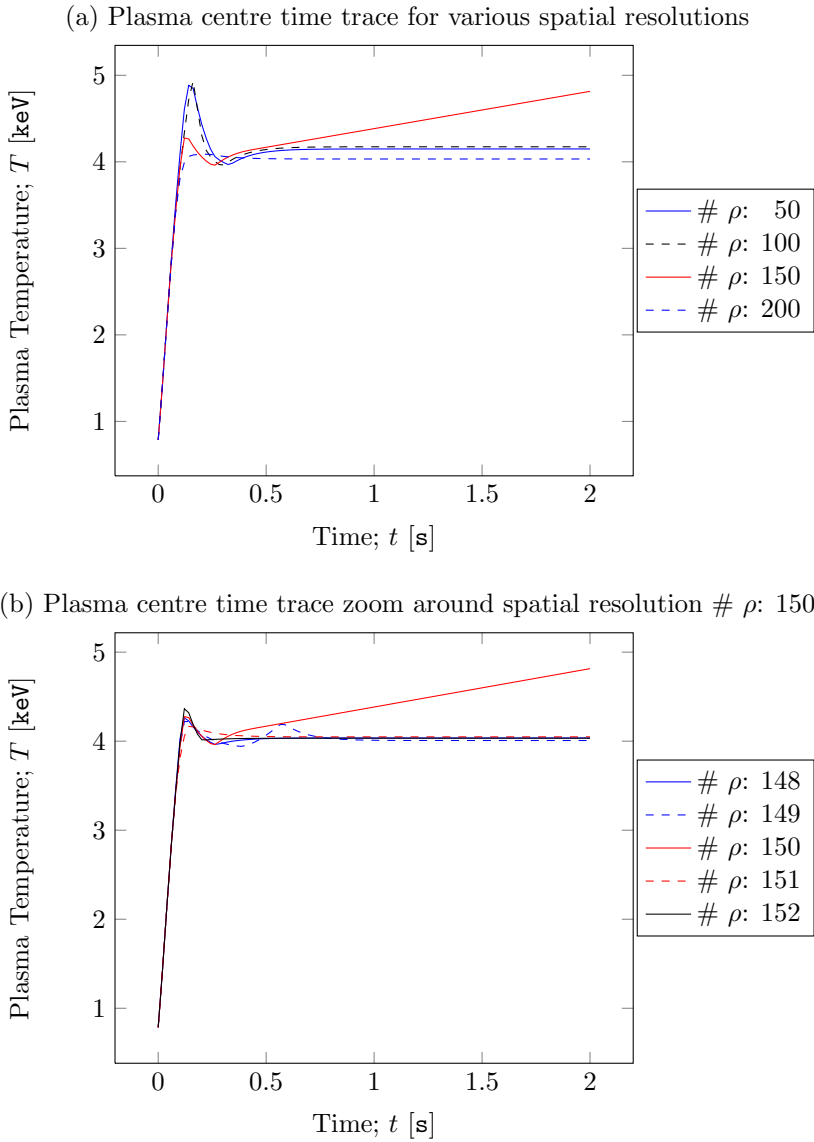 (a) Plasma centre time trace for various spatial resolutions
5
4
3
2
1
Plasma Temperature; T [keV]
0
0.5
1
1.5
2
Time; t [s]
# ρ: 50
# ρ: 100
# ρ: 150
# ρ: 200
(b) Plasma centre time trace zoom around spatial resolution # ρ: 150
5
4
3
2
1
Plasma Temperature; T [keV]
0
0.5
1
1.5
2
Time; t [s]
# ρ: 148
# ρ: 149
# ρ: 150
# ρ: 151
# ρ: 152